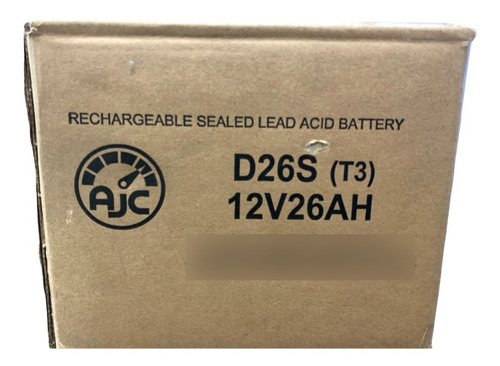 RECHARGEABLE SEALED LEAD ACID BATTERY
AJC
D26S (T3)
12V26AH